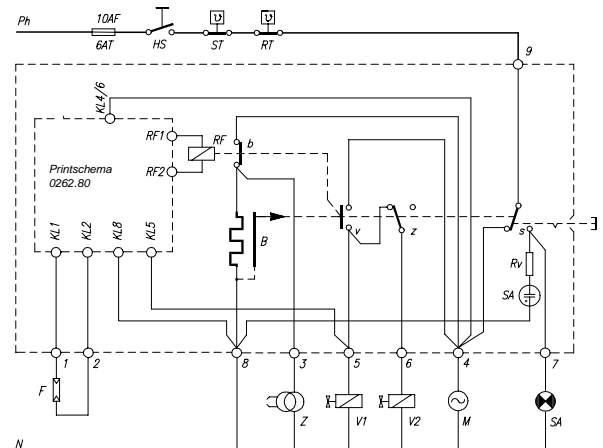 Ph
10AF
6AT
HS
ST
RT
9
KL4/6
RF1
RF
b
Printschema
0262.80
RF2
KL1
KL2
KL8
KL5
B
v
z
s
Rv
SA
1
2
8
3
5
6
4
7
F
Z
V1
V2
M
SA
N